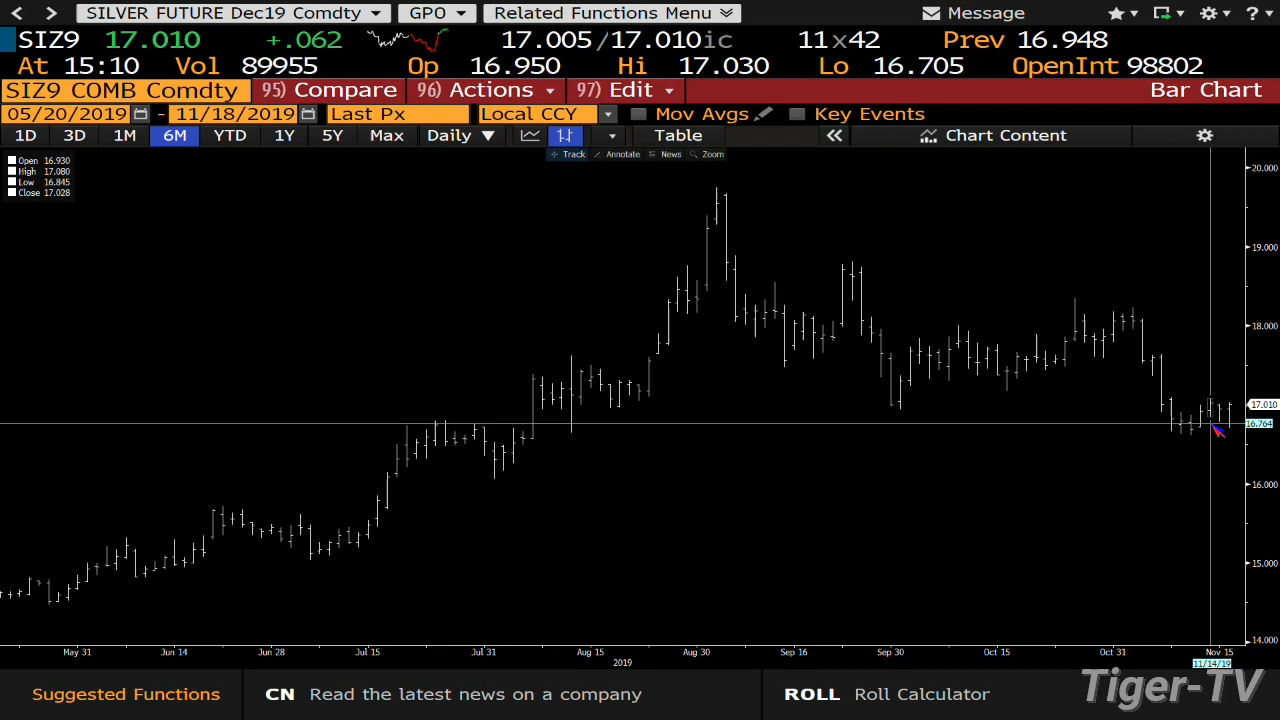 SILVER FUTURE Dec19 Comdty GPO Related Functions Menu Message ?
SIZ9 17.010 +.062 17.005/17.010ic 11x42 Prev 16.948
At 15:10 Vol 89955 Op 16.950 Hi 17.030 Lo 16.705 OpenInt 98802
SIZ9 COMB Comdty 95) Compare 96) Actions 97) Edit Bar Chart
05/20/2019 - 11/18/2019 Last Px Local CCY Mov Avgs Key Events
1D 3D 1M 6M YTD 1Y 5Y Max Daily Table Chart Content
Track Annotate News Zoom
Open 16.930
High 17.080
Low 16.845
Close 17.028
20.000
19.000
18.000
17.010
16.764
16.000
15.000
14.000
May 31 Jun 14 Jun 28 Jul 15 Jul 31 Aug 15 Aug 30 Sep 16 Sep 30 Oct 15 Oct 31 Nov 15
2019 11/14/19
Suggested Functions CN Read the latest news on a company ROLL Roll Calculator
Tiger-TV